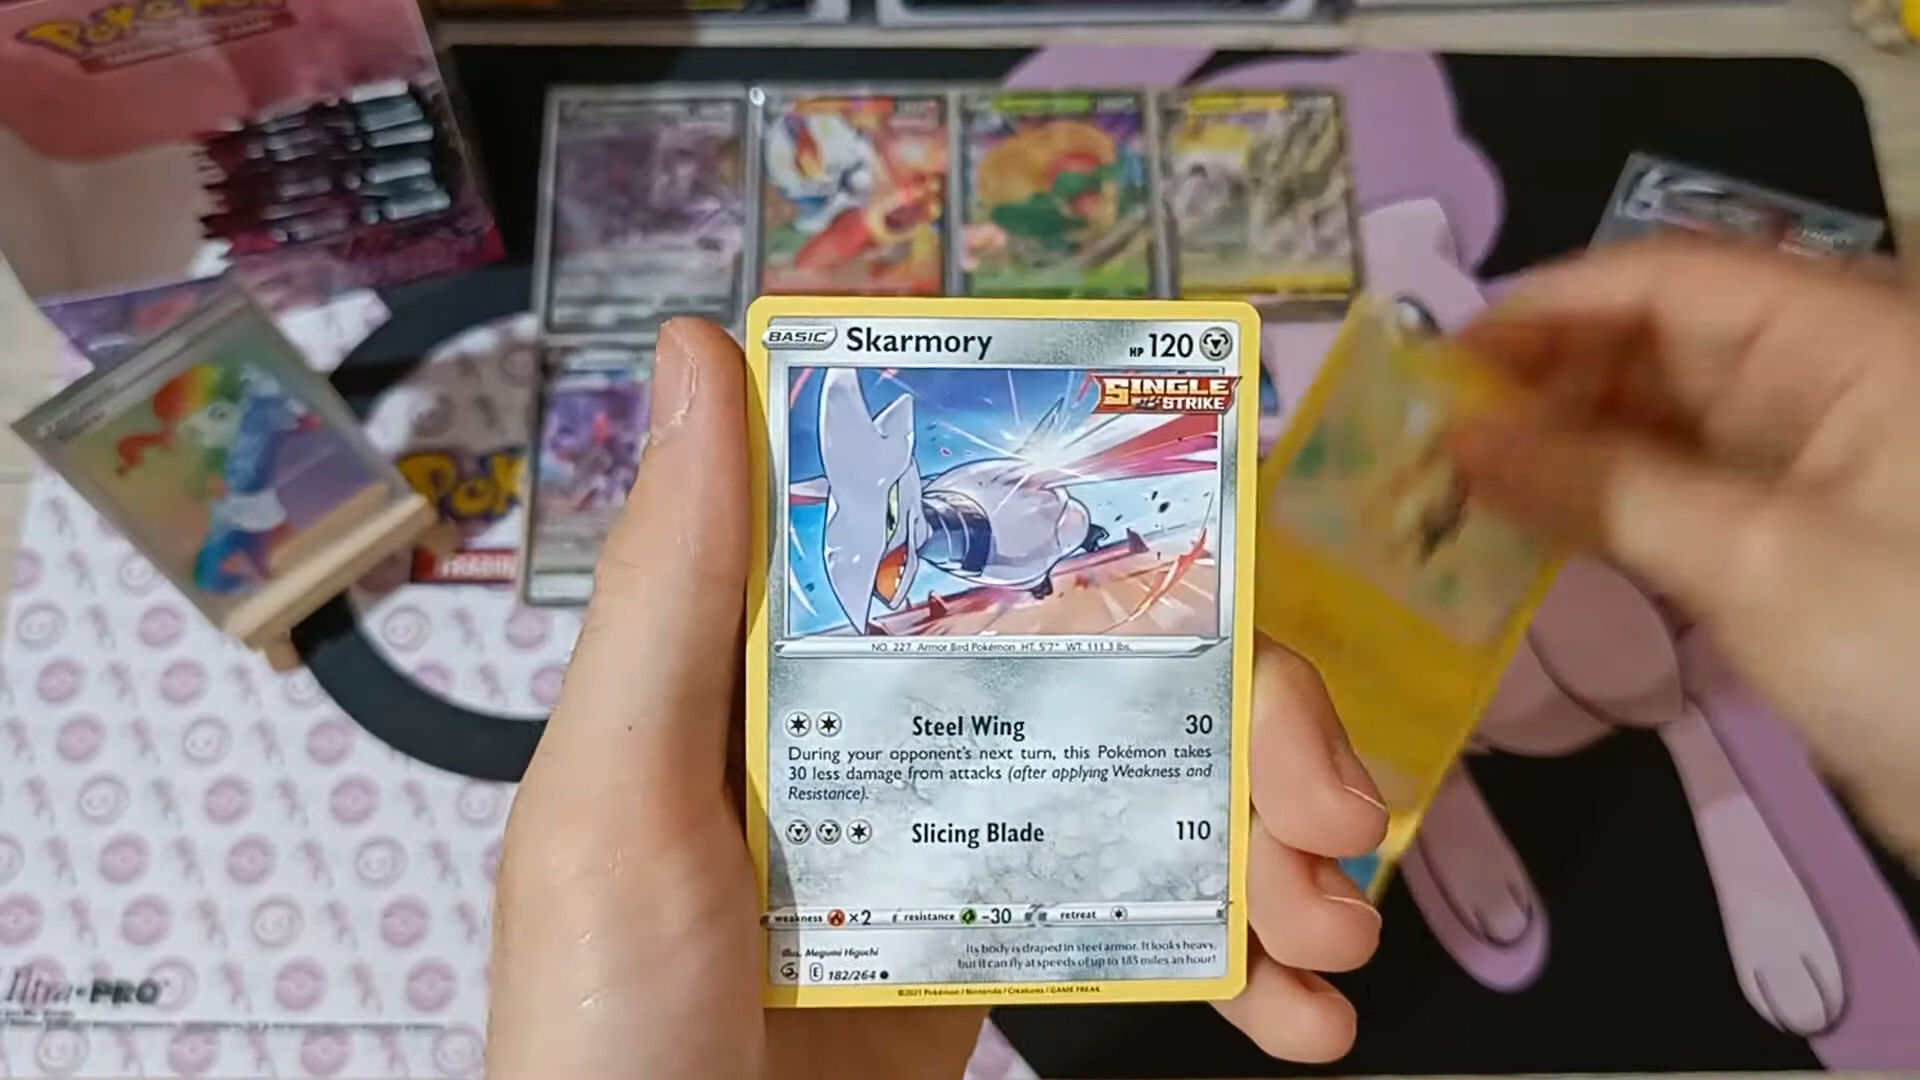 Pokémon
BASIC Skarmory HP 120
SINGLE
STRIKE
NO. 227 Armor Bird Pokémon HT. 5'7" WT. 111.3 lbs.
Steel Wing 30
During your opponent's next turn, this Pokémon takes
30 less damage from attacks (after applying Weakness and
Resistance).
Slicing Blade 110
weakness ×2 resistance -30 retreat
Illus. Megumi Higuchi
Its body is draped in steel armor. It looks heavy,
but it can fly at speeds of up to 185 miles an hour!
E 182/264
©2021 Pokémon / Nintendo / Creatures / GAME FREAK
Ultra•PRO